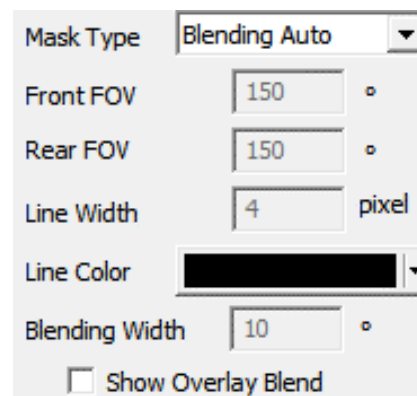 Mask Type Blending Auto
Front FOV 150 °
Rear FOV 150 °
Line Width 4 pixel
Line Color
Blending Width 10 °
Show Overlay Blend